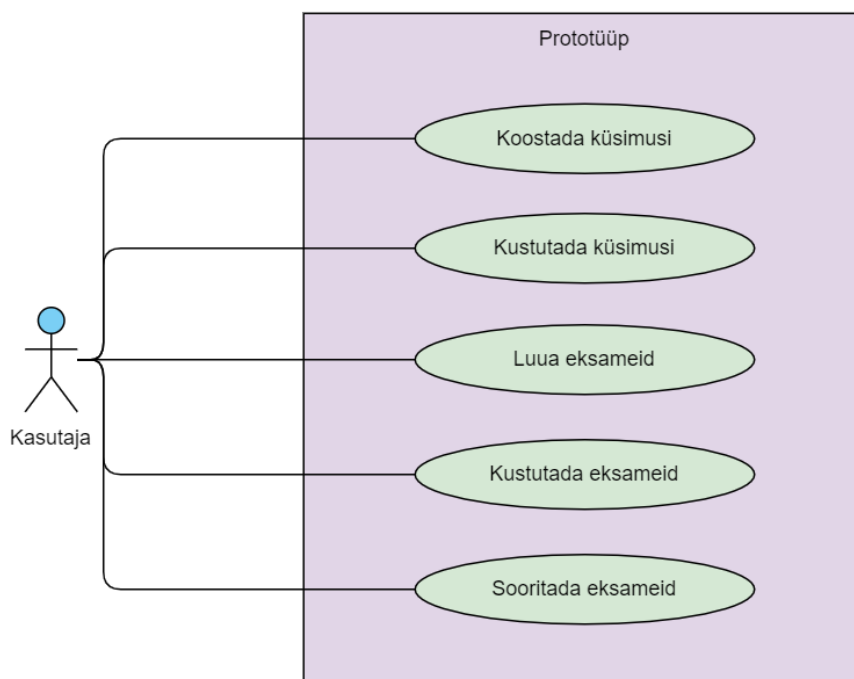 Prototüüp
Koostada küsimusi
Kustutada küsimusi
Luua eksameid
Kasutaja
Kustutada eksameid
Sooritada eksameid